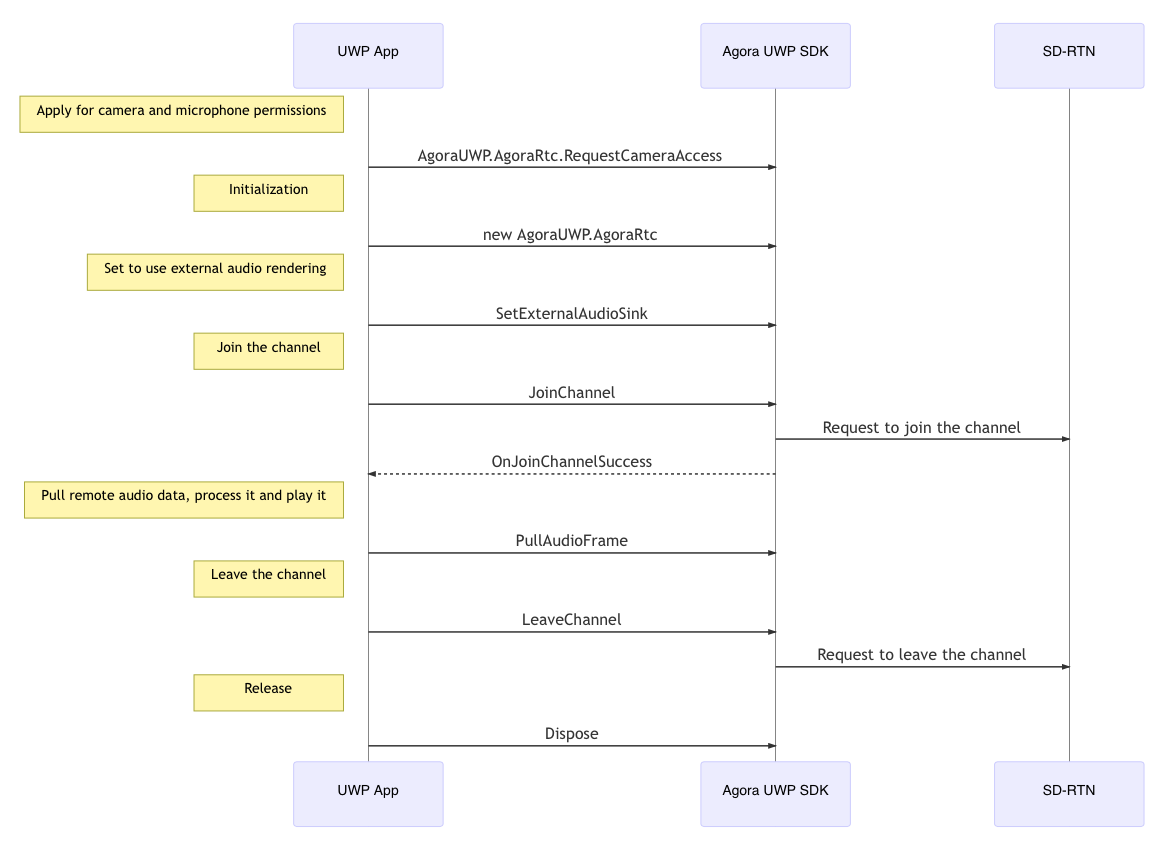 UWP App
Agora UWP SDK
SD-RTN
Apply for camera and microphone permissions
AgoraUWP.AgoraRtc.RequestCameraAccess
Initialization
new AgoraUWP.AgoraRtc
Set to use external audio rendering
SetExternalAudioSink
Join the channel
JoinChannel
Request to join the channel
OnJoinChannelSuccess
Pull remote audio data, process it and play it
PullAudioFrame
Leave the channel
LeaveChannel
Request to leave the channel
Release
Dispose
UWP App
Agora UWP SDK
SD-RTN